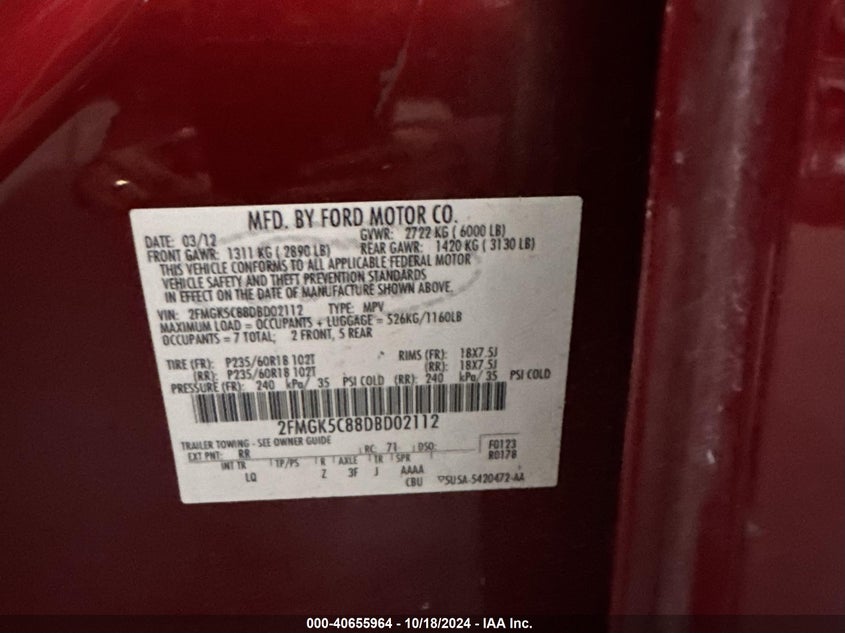 MFD. BY FORD MOTOR CO.
DATE: 03/12 GVWR: 2722 KG ( 6000 LB)
FRONT GAWR: 1311 KG ( 2890 LB) REAR GAWR: 1420 KG ( 3130 LB)
THIS VEHICLE CONFORMS TO ALL APPLICABLE FEDERAL MOTOR
VEHICLE SAFETY AND THEFT PREVENTION STANDARDS
IN EFFECT ON THE DATE OF MANUFACTURE SHOWN ABOVE.
VIN: 2FMGK5C88DBD02112 TYPE: MPV
MAXIMUM LOAD = OCCUPANTS + LUGGAGE = 526KG/1160LB
OCCUPANTS = 7 TOTAL; 2 FRONT, 5 REAR
TIRE (FR): P235/60R18 102T RIMS (FR): 18X7.5J
(RR): P235/60R18 102T (RR): 18X7.5J
PRESSURE (FR): 240 kPa/ 35 PSI COLD (RR): 240 kPa/ 35 PSI COLD
2FMGK5C88DBD02112
TRAILER TOWING - SEE OWNER GUIDE
EXT PNT: RR RC: 71 DSO: F0123
R0178
INT TR TP/PS R AXLE TR SPR
LQ Z 3F J AAAA
CBU 5U5A-5420472-AA
000-40655964 - 10/18/2024 - IAA Inc.